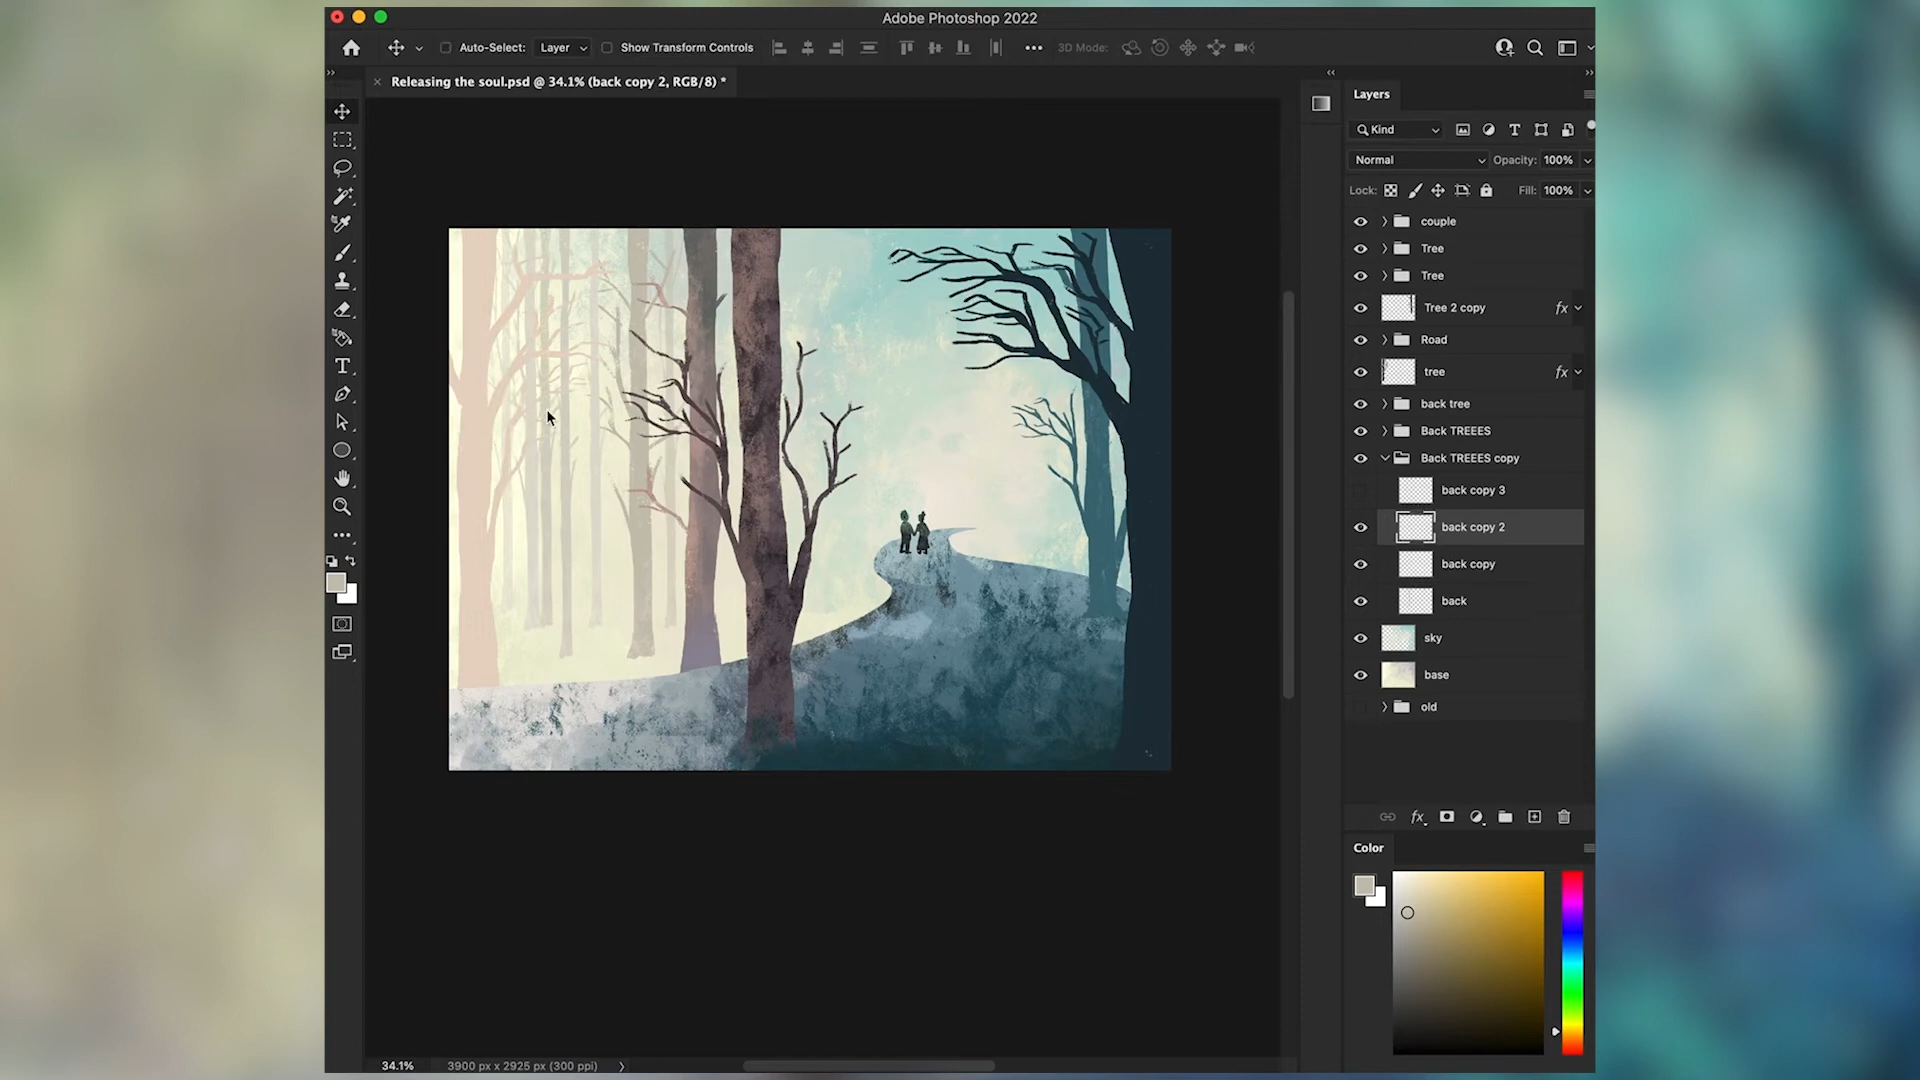 Adobe Photoshop 2022
Auto-Select: Layer Show Transform Controls 3D Mode:
Releasing the soul.psd @ 34.1% (back copy 2, RGB/8) *
Layers
Kind
Normal Opacity: 100%
Lock: Fill: 100%
couple
Tree
Tree
Tree 2 copy fx
Road
tree fx
back tree
Back TREEES
Back TREEES copy
back copy 3
back copy 2
back copy
back
sky
base
old
fx
Color
34.1% 3900 px x 2925 px (300 ppi)